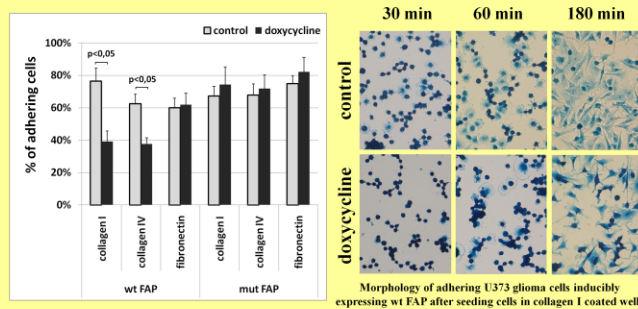 control doxycycline
p<0,05
p<0,05
100%
80%
60%
40%
20%
0%
% of adhering cells
collagen I
collagen IV
fibronectin
collagen I
collagen IV
fibronectin
wt FAP
mut FAP
30 min 60 min 180 min
control
doxycycline
Morphology of adhering U373 glioma cells inducibly
expressing wt FAP after seeding cells in collagen I coated well